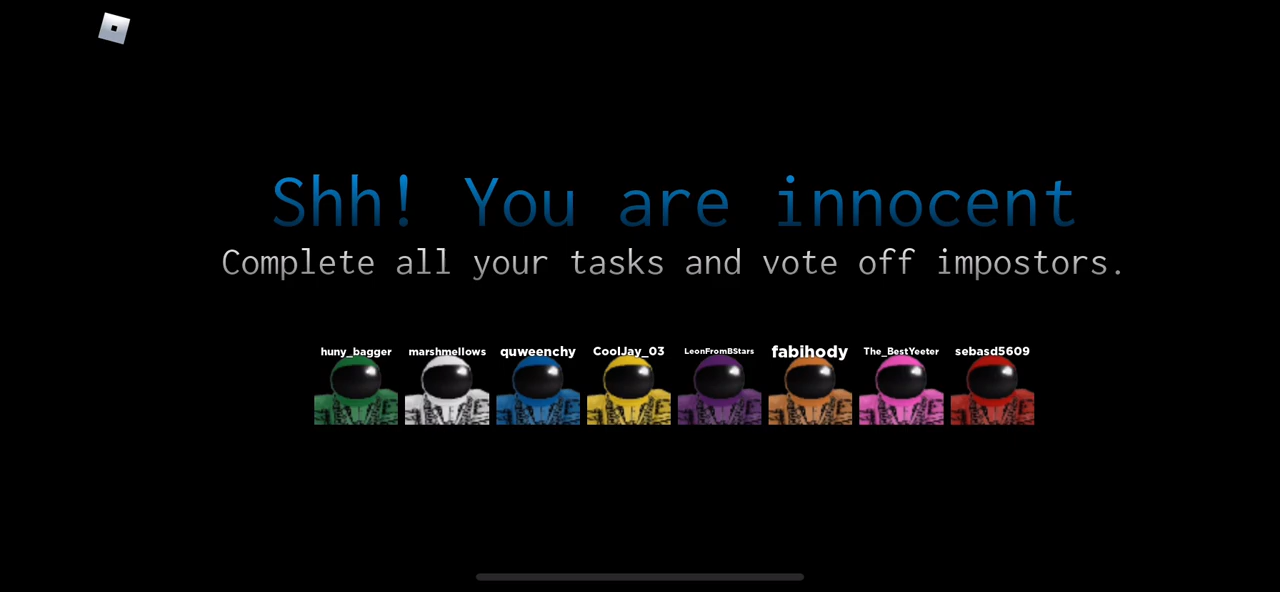 Shh! You are innocent
Complete all your tasks and vote off impostors.
huny_bagger marshmellows quweenchy CoolJay_03 LeonFromBStars fabihody The_BestYeeter sebasd5609